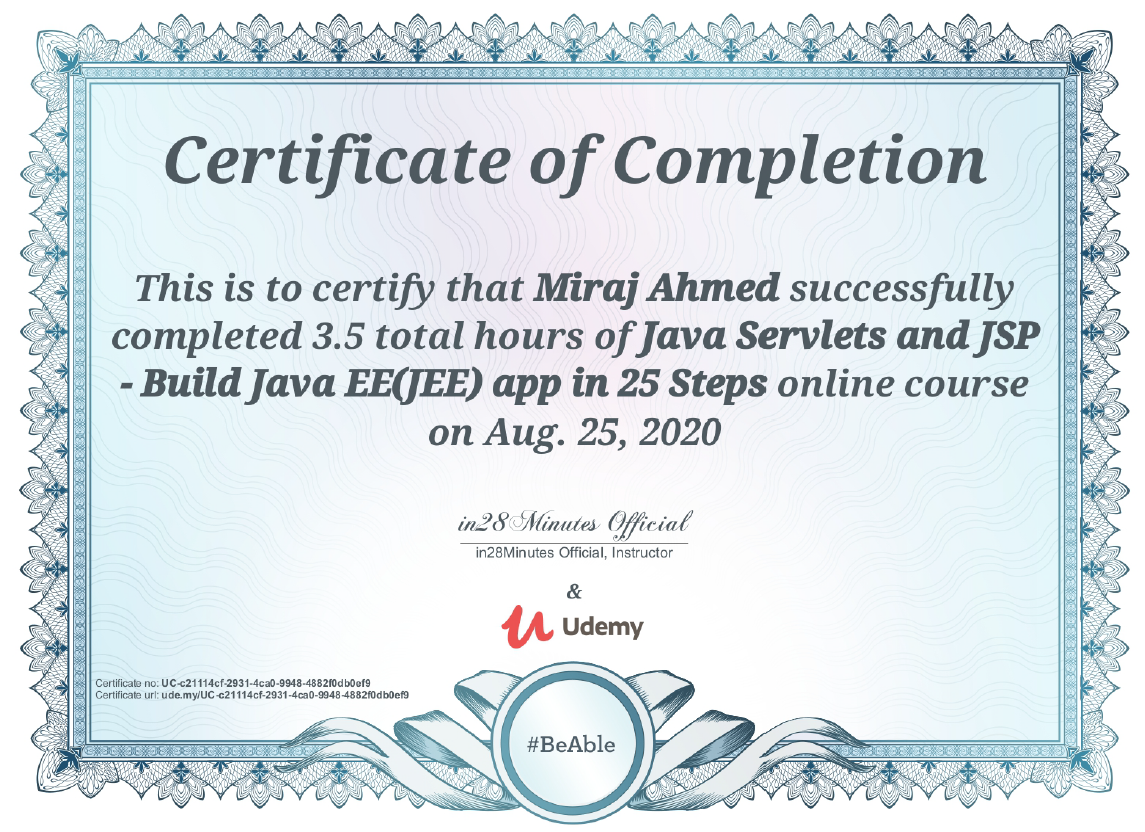 Certificate of Completion
This is to certify that Miraj Ahmed successfully
completed 3.5 total hours of Java Servlets and JSP
- Build Java EE(JEE) app in 25 Steps online course
on Aug. 25, 2020
in28Minutes Official
in28Minutes Official, Instructor
&
Udemy
Certificate no: UC-c21114cf-2931-4ca0-9948-4882f0db0ef9
Certificate url: ude.my/UC-c21114cf-2931-4ca0-9948-4882f0db0ef9
#BeAble